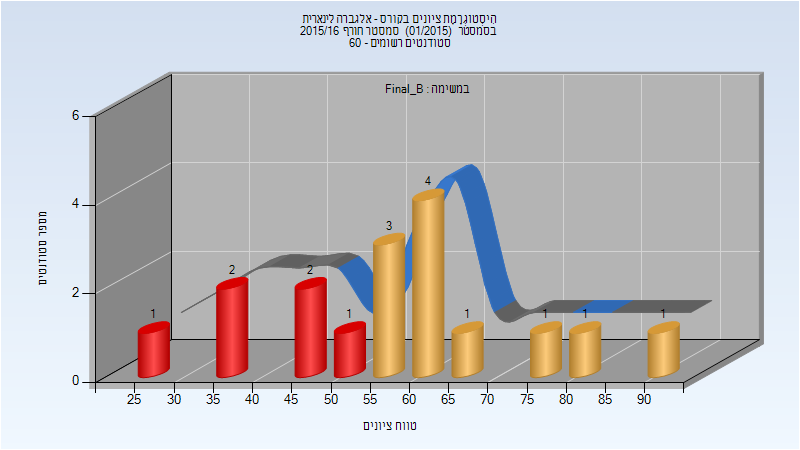 היסטוגרמת ציונים בקורס - אלגברה לינארית
בסמסטר (01/2015) סמסטר חורף 2015/16
סטודנטים רשומים - 60
במשימה : Final_B
מספר סטודנטים
6
4
2
0
1
2
2
1
3
4
1
1
1
1
25 30 35 40 45 50 55 60 65 70 75 80 85 90
טווח ציונים